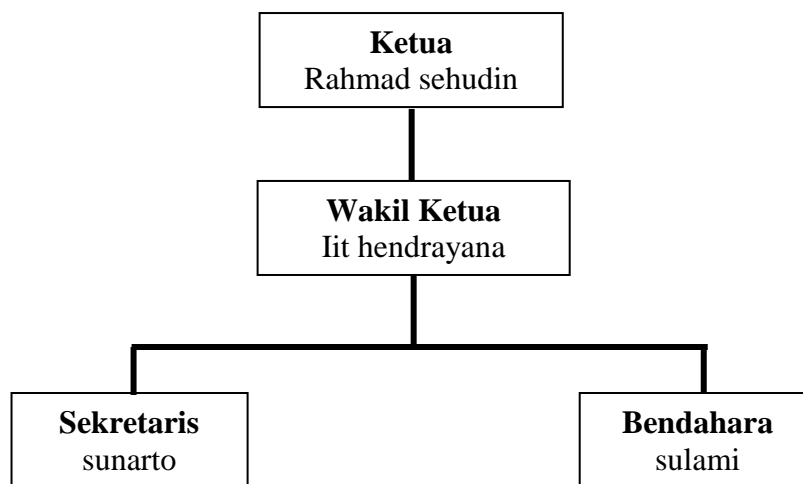 Ketua
Rahmad sehudin
Wakil Ketua
Iit hendrayana
Sekretaris
sunarto
Bendahara
sulami